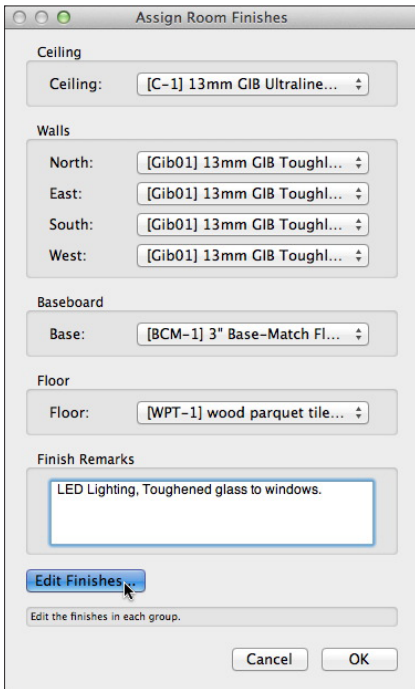 Assign Room Finishes
Ceiling
Ceiling: [C-1] 13mm GIB Ultraline...
Walls
North: [Gib01] 13mm GIB Toughl...
East: [Gib01] 13mm GIB Toughl...
South: [Gib01] 13mm GIB Toughl...
West: [Gib01] 13mm GIB Toughl...
Baseboard
Base: [BCM-1] 3" Base-Match Fl...
Floor
Floor: [WPT-1] wood parquet tile...
Finish Remarks
LED Lighting, Toughened glass to windows.
Edit Finishes...
Edit the finishes in each group.
Cancel OK